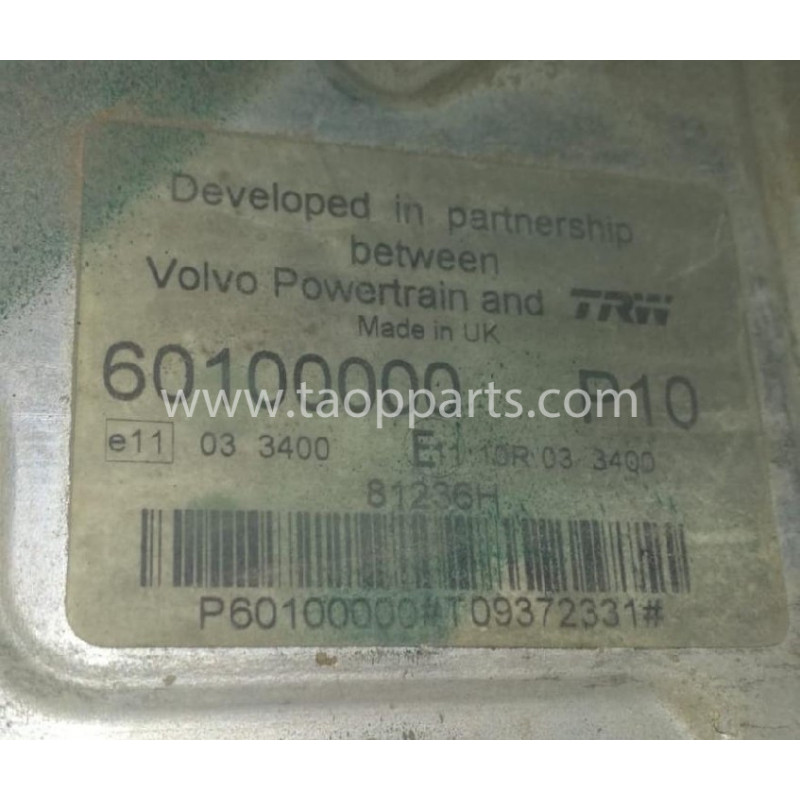 Developed in partnership
between
Volvo Powertrain and TRW
Made in UK
60100000 P10
www.taopparts.com
e11 03 3400 E11 10R 03 3400
81236H
P60100000#T09372331#